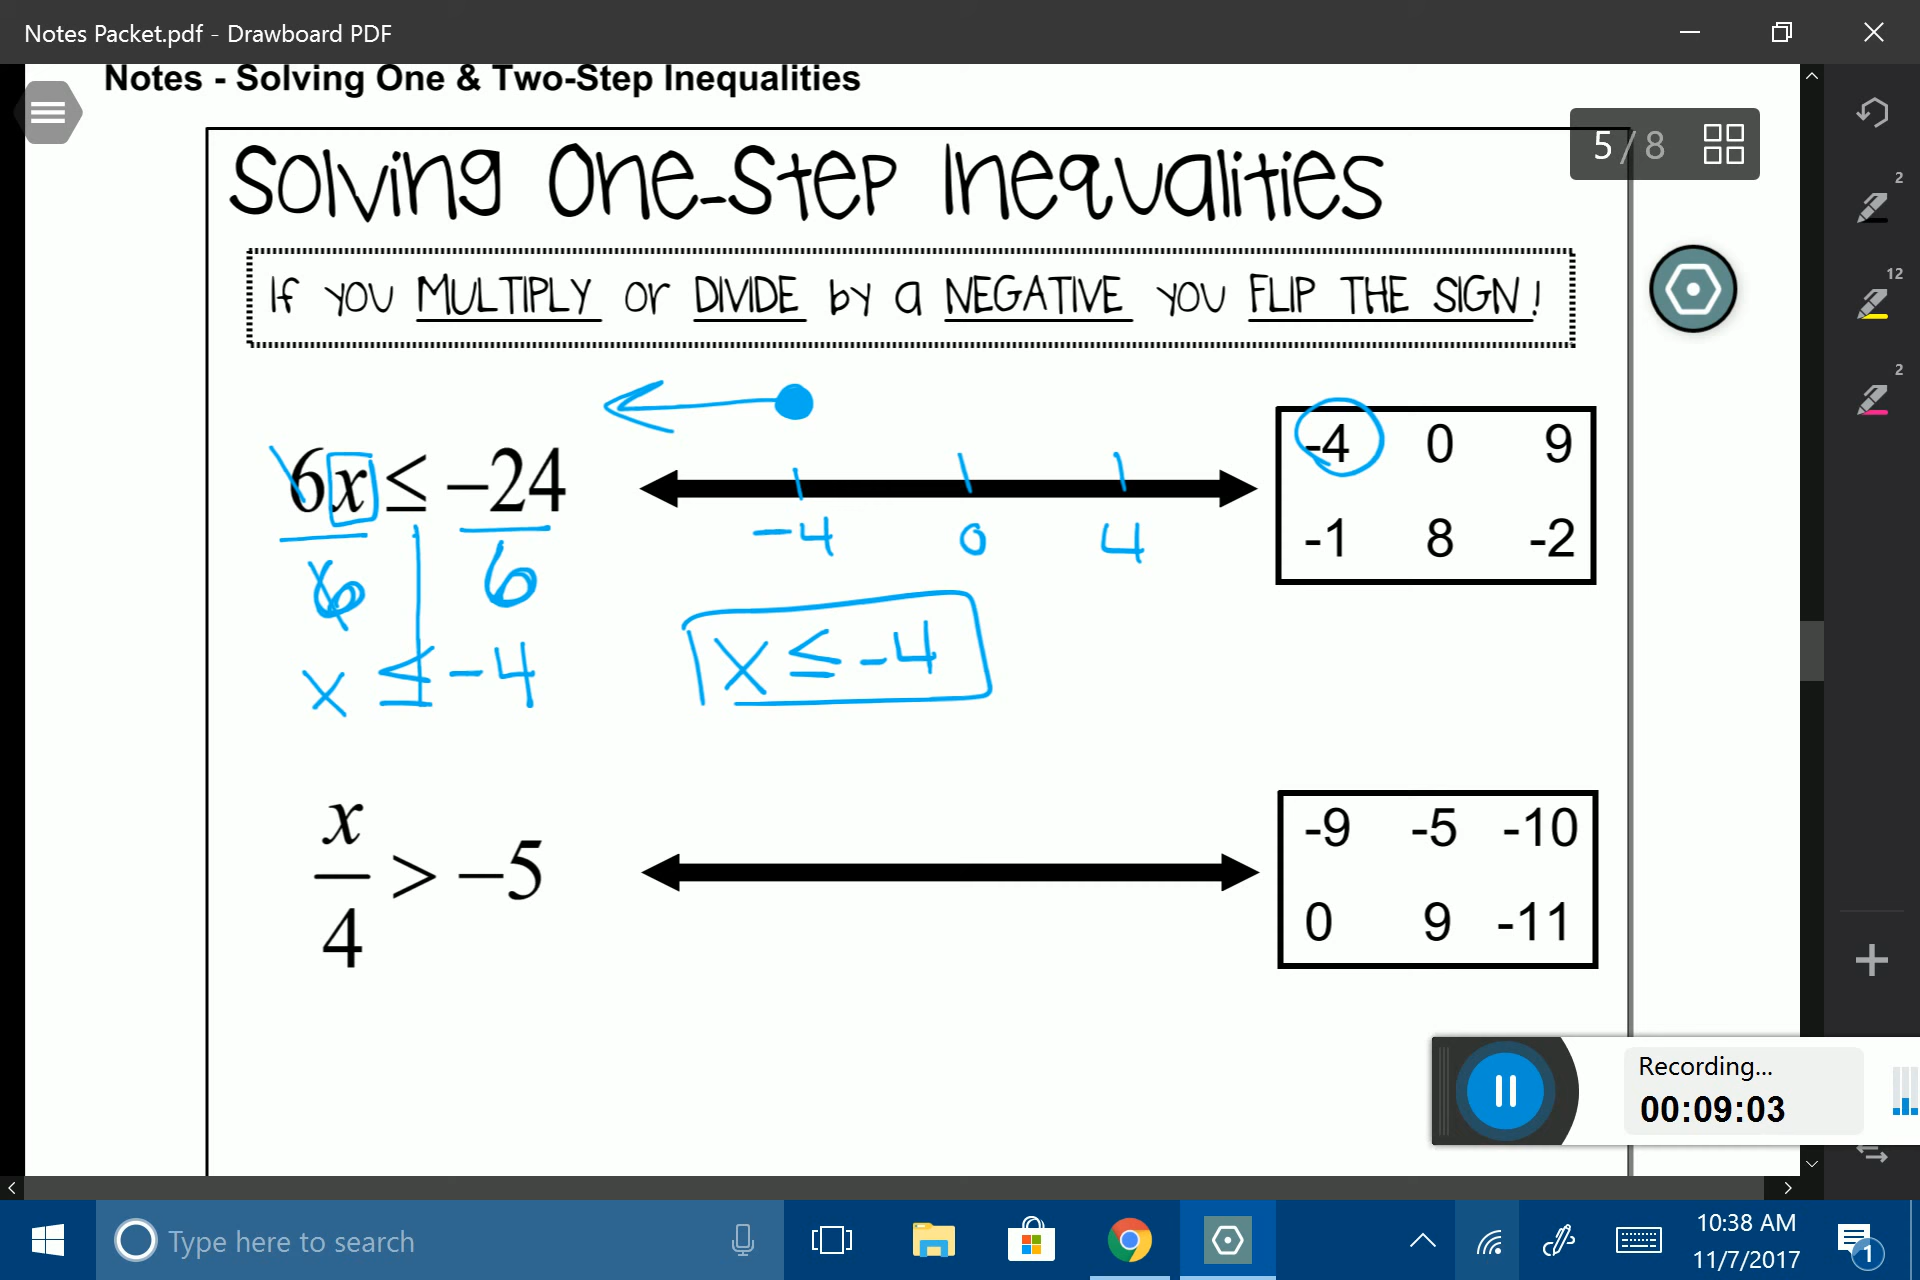 Notes Packet.pdf - Drawboard PDF
Notes - Solving One & Two-Step Inequalities
5 / 8
Solving One-Step Inequalities
2
If you MULTIPLY or DIVIDE by a NEGATIVE you FLIP THE SIGN!
12
2
6x ≤ -24
-4 0 9
-4 0 4
-1 8 -2
6 6
x ≤ -4
x ≤ -4
x/4 > -5
-9 -5 -10
0 9 -11
Recording...
00:09:03
Type here to search
10:38 AM
11/7/2017
1